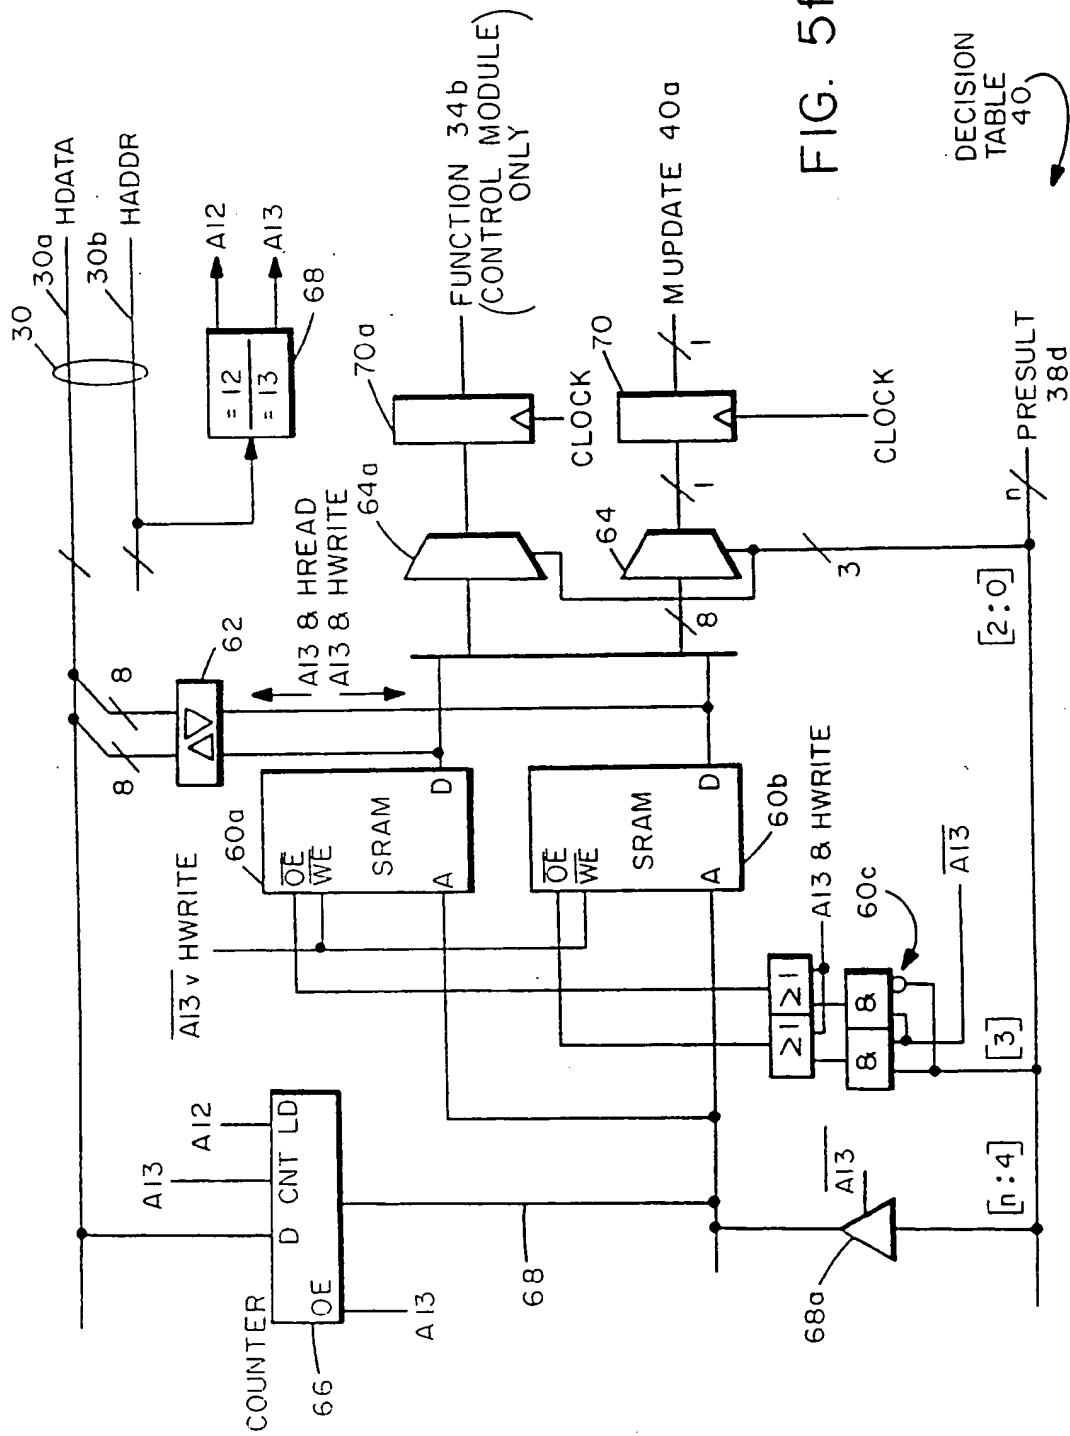 30
30a
HDATA
30b
HADDR
= 12
= 13
A12
A13
68
62
8
8
A13 & HREAD
A13 & HWRITE
64a
70a
FUNCTION 34b
(CONTROL MODULE)
ONLY
CLOCK
64
8
3
1
70
1
MUPDATE 40a
CLOCK
FIG. 5f
DECISION
TABLE
40
n
PRESULT
38d
[2:0]
[3]
[n:4]
A13 v HWRITE
60a
OE
WE
SRAM
A
D
60b
OE
WE
SRAM
A
D
A13 & HWRITE
≥1
≥1
&
&
60c
A13
COUNTER
66
A13
A12
D
CNT
LD
OE
A13
68
A13
68a